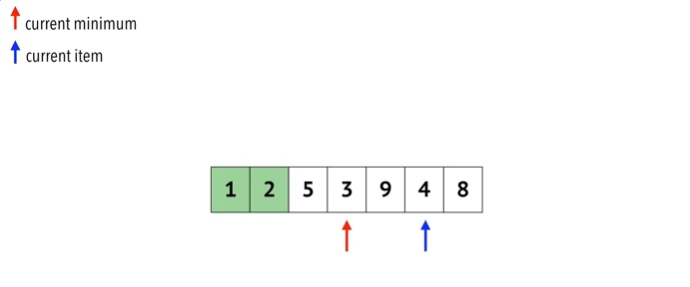 current minimum
current item
1 2 5 3 9 4 8